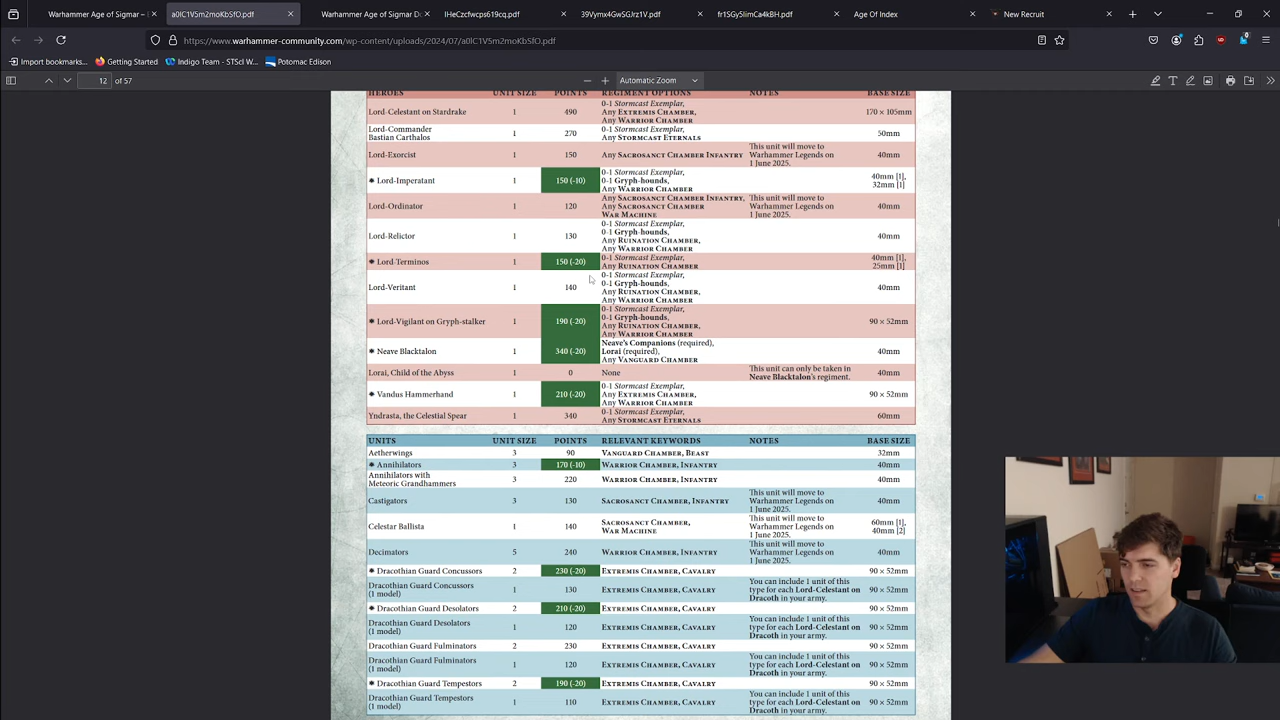 Warhammer Age of Sigmar –
a0lC1V5m2moKbSfO.pdf
Warhammer Age of Sigmar Do
lHeCzcfwcps619cq.pdf
39Vymx4GwSGJrz1V.pdf
fr1SGy5IimCa4kBH.pdf
Age Of Index
New Recruit
https://www.warhammer-community.com/wp-content/uploads/2024/07/a0lC1V5m2moKbSfO.pdf
Import bookmarks...
Getting Started
Indigo Team - STScI W...
Potomac Edison
12 of 57
Automatic Zoom
HEROES UNIT SIZE POINTS REGIMENT OPTIONS NOTES BASE SIZE
Lord-Celestant on Stardrake 1 490 0-1 Stormcast Exemplar, 170 × 105mm
Any EXTREMIS CHAMBER,
Any WARRIOR CHAMBER
Lord-Commander
Bastian Carthalos 1 270 0-1 Stormcast Exemplar, 50mm
Any STORMCAST ETERNALS
Lord-Exorcist 1 150 Any SACROSANCT CHAMBER INFANTRY This unit will move to 40mm
Warhammer Legends on
1 June 2025.
✹ Lord-Imperatant 1 150 (-10) 0-1 Stormcast Exemplar, 40mm [1],
0-1 Gryph-hounds, 32mm [1]
Any WARRIOR CHAMBER
Lord-Ordinator 1 120 Any SACROSANCT CHAMBER INFANTRY, This unit will move to 40mm
Any SACROSANCT CHAMBER Warhammer Legends on
WAR MACHINE 1 June 2025.
Lord-Relictor 1 130 0-1 Stormcast Exemplar, 40mm
0-1 Gryph-hounds,
Any RUINATION CHAMBER,
Any WARRIOR CHAMBER
✹ Lord-Terminos 1 150 (-20) 0-1 Stormcast Exemplar, 40mm [1],
Any RUINATION CHAMBER 25mm [1]
Lord-Veritant 1 140 0-1 Stormcast Exemplar, 40mm
0-1 Gryph-hounds,
Any RUINATION CHAMBER,
Any WARRIOR CHAMBER
✹ Lord-Vigilant on Gryph-stalker 1 190 (-20) 0-1 Stormcast Exemplar, 90 × 52mm
0-1 Gryph-hounds,
Any RUINATION CHAMBER,
Any WARRIOR CHAMBER
✹ Neave Blacktalon 1 340 (-20) Neave's Companions (required), 40mm
Lorai (required),
Any VANGUARD CHAMBER
Lorai, Child of the Abyss 1 0 None This unit can only be taken in 40mm
Neave Blacktalon's regiment.
✹ Vandus Hammerhand 1 210 (-20) 0-1 Stormcast Exemplar, 90 × 52mm
Any EXTREMIS CHAMBER,
Any WARRIOR CHAMBER
Yndrasta, the Celestial Spear 1 340 0-1 Stormcast Exemplar, 60mm
Any STORMCAST ETERNALS
UNITS UNIT SIZE POINTS RELEVANT KEYWORDS NOTES BASE SIZE
Aetherwings 3 90 VANGUARD CHAMBER, BEAST 32mm
✹ Annihilators 3 170 (-10) WARRIOR CHAMBER, INFANTRY 40mm
Annihilators with
Meteoric Grandhammers 3 220 WARRIOR CHAMBER, INFANTRY 40mm
Castigators 3 130 SACROSANCT CHAMBER, INFANTRY This unit will move to 40mm
Warhammer Legends on
1 June 2025.
Celestar Ballista 1 140 SACROSANCT CHAMBER, This unit will move to 60mm [1],
WAR MACHINE Warhammer Legends on 40mm [2]
1 June 2025.
Decimators 5 240 WARRIOR CHAMBER, INFANTRY This unit will move to 40mm
Warhammer Legends on
1 June 2025.
✹ Dracothian Guard Concussors 2 230 (-20) EXTREMIS CHAMBER, CAVALRY 90 × 52mm
Dracothian Guard Concussors
(1 model) 1 130 EXTREMIS CHAMBER, CAVALRY You can include 1 unit of this 90 × 52mm
type for each Lord-Celestant on
Dracoth in your army.
✹ Dracothian Guard Desolators 2 210 (-20) EXTREMIS CHAMBER, CAVALRY 90 × 52mm
Dracothian Guard Desolators
(1 model) 1 120 EXTREMIS CHAMBER, CAVALRY You can include 1 unit of this 90 × 52mm
type for each Lord-Celestant on
Dracoth in your army.
Dracothian Guard Fulminators 2 230 EXTREMIS CHAMBER, CAVALRY 90 × 52mm
Dracothian Guard Fulminators
(1 model) 1 120 EXTREMIS CHAMBER, CAVALRY You can include 1 unit of this 90 × 52mm
type for each Lord-Celestant on
Dracoth in your army.
✹ Dracothian Guard Tempestors 2 190 (-20) EXTREMIS CHAMBER, CAVALRY 90 × 52mm
Dracothian Guard Tempestors
(1 model) 1 110 EXTREMIS CHAMBER, CAVALRY You can include 1 unit of this 90 × 52mm
type for each Lord-Celestant on
Dracoth in your army.